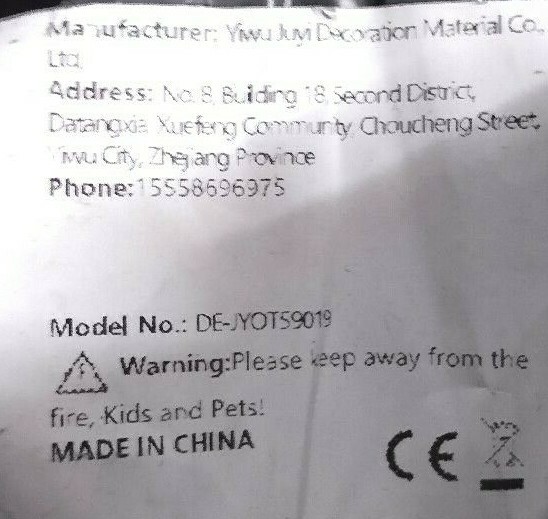 Manufacturer: Yiwu Juyi Decoration Material Co.,
Ltd.
Address: No. 8, Building 18, Second District,
Datangxia Xuefeng Community, Choucheng Street,
Yiwu City, Zhejiang Province
Phone:15558696975
Model No.: DE-JYOT59019
Warning:Please keep away from the
fire, Kids and Pets!
MADE IN CHINA
CE